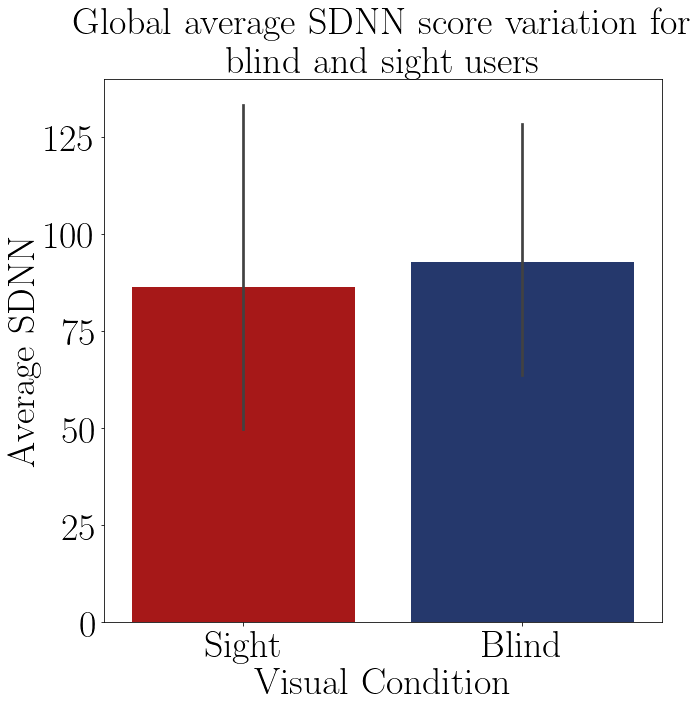 Global average SDNN score variation for
blind and sight users
Average SDNN
125
100
75
50
25
0
Sight
Blind
Visual Condition